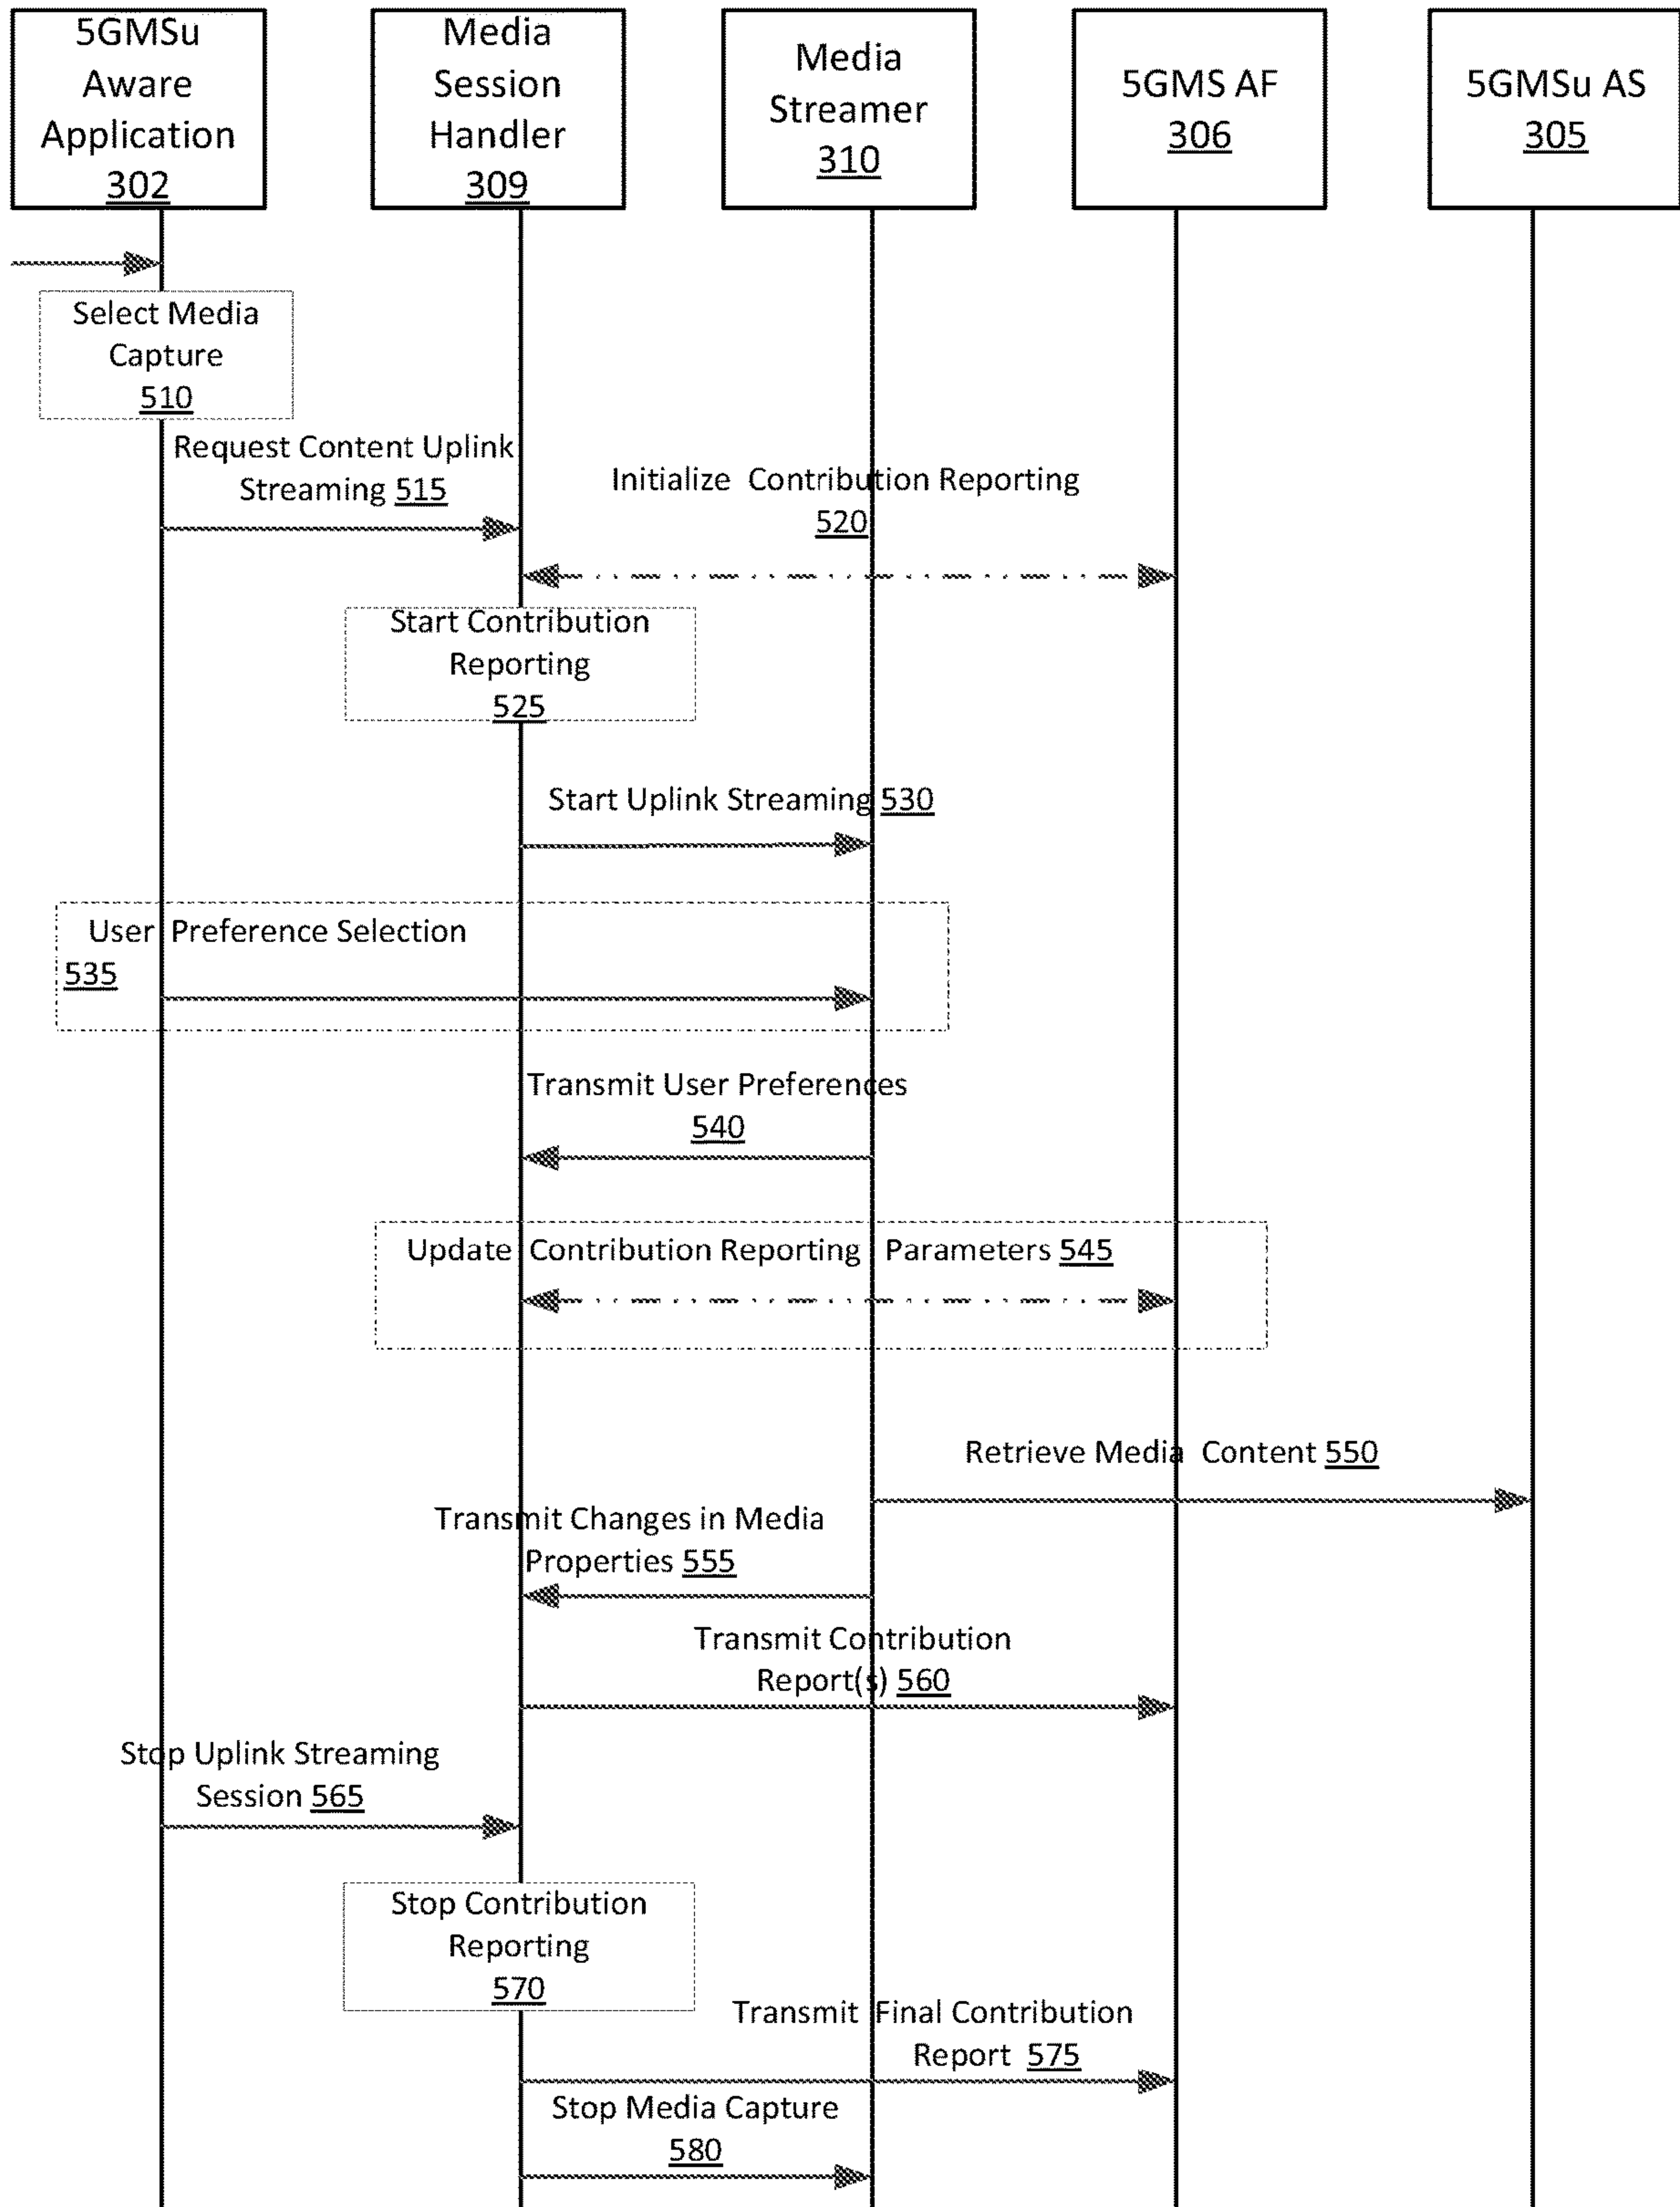 5GMSu
Aware
Application
302
Media
Session
Handler
309
Media
Streamer
310
5GMS AF
306
5GMSu AS
305
Select Media
Capture
510
Request Content Uplink
Streaming 515
Initialize Contribution Reporting
520
Start Contribution
Reporting
525
Start Uplink Streaming 530
User Preference Selection
535
Transmit User Preferences
540
Update Contribution Reporting Parameters 545
Retrieve Media Content 550
Transmit Changes in Media
Properties 555
Transmit Contribution
Report(s) 560
Stop Uplink Streaming
Session 565
Stop Contribution
Reporting
570
Transmit Final Contribution
Report 575
Stop Media Capture
580